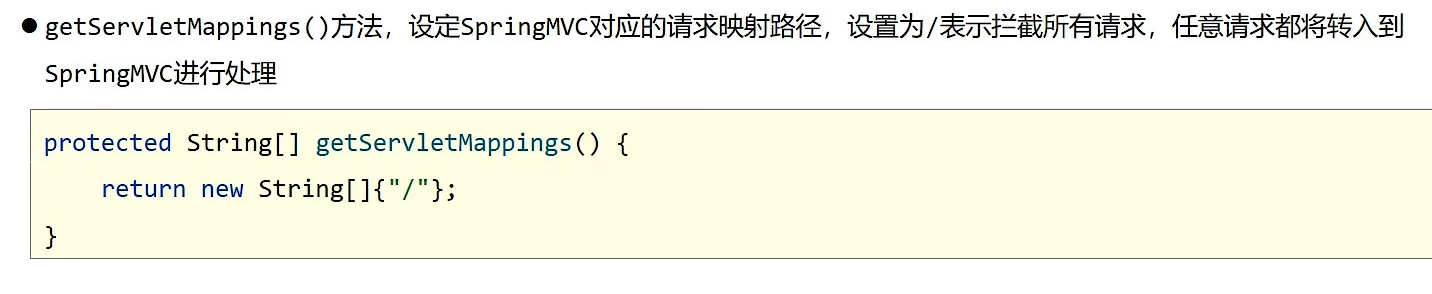 ● getServletMappings()方法，设定SpringMVC对应的请求映射路径，设置为/表示拦截所有请求，任意请求都将转入到
SpringMVC进行处理
protected String[] getServletMappings() {
    return new String[]{"/"};
}